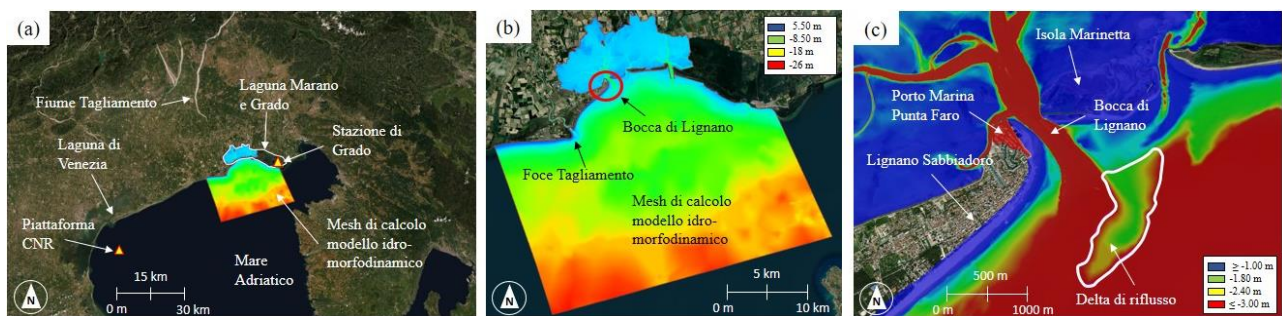 (a)
Fiume Tagliamento
Laguna Marano
e Grado
Stazione di
Grado
Laguna di
Venezia
Piattaforma
CNR
Mesh di calcolo
modello idro-
morfodinamico
Mare
Adriatico
15 km
0 m
30 km
N
(b)
5.50 m
-8.50 m
-18 m
-26 m
Bocca di Lignano
Foce Tagliamento
Mesh di calcolo
modello idro-
morfodinamico
5 km
0 m
10 km
N
(c)
Isola Marinetta
Porto Marina
Punta Faro
Bocca di
Lignano
Lignano Sabbiadoro
500 m
0 m
1000 m
Delta di riflusso
≥ -1.00 m
-1.80 m
-2.40 m
≤ -3.00 m
N